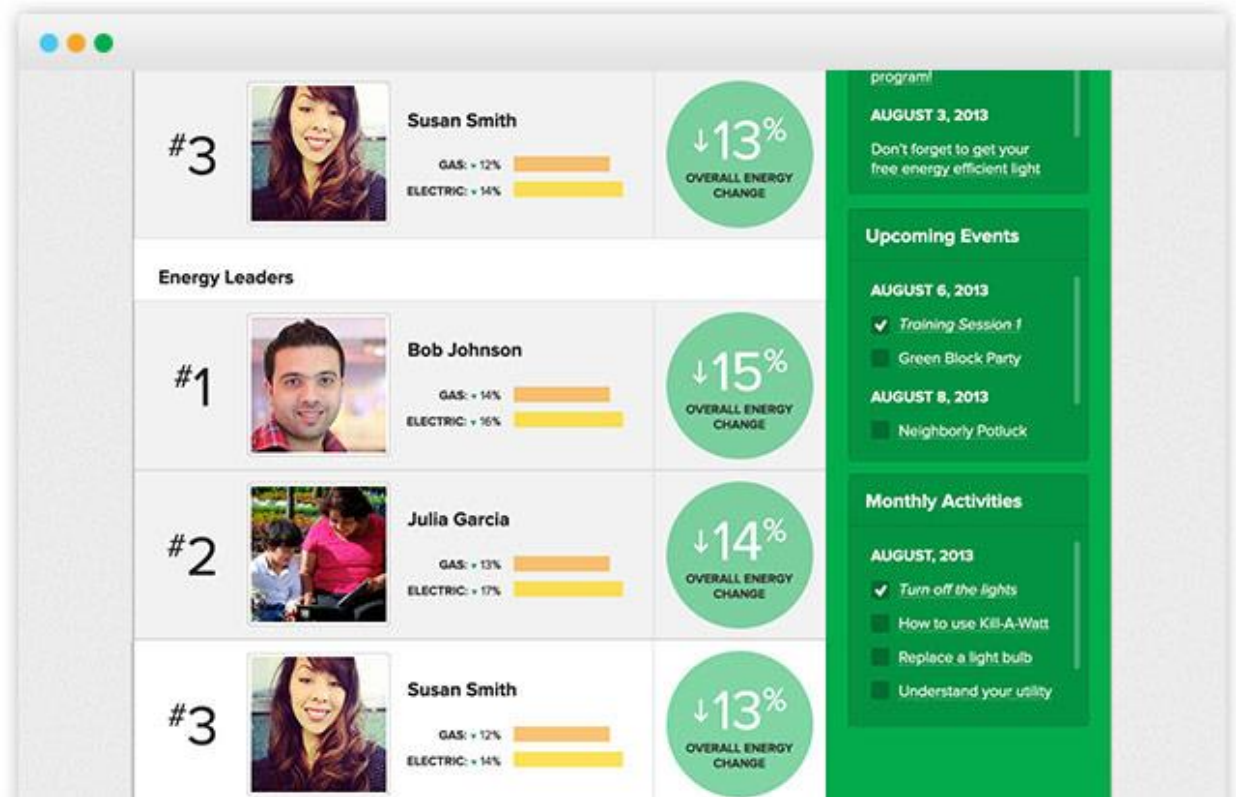 #3
Susan Smith
GAS: ▾ 12%
ELECTRIC: ▾ 14%
↓13%
OVERALL ENERGY
CHANGE
Energy Leaders
#1
Bob Johnson
GAS: ▾ 14%
ELECTRIC: ▾ 16%
↓15%
OVERALL ENERGY
CHANGE
#2
Julia Garcia
GAS: ▾ 13%
ELECTRIC: ▾ 17%
↓14%
OVERALL ENERGY
CHANGE
#3
Susan Smith
GAS: ▾ 12%
ELECTRIC: ▾ 14%
↓13%
OVERALL ENERGY
CHANGE
program!
AUGUST 3, 2013
Don't forget to get your
free energy efficient light
Upcoming Events
AUGUST 6, 2013
Training Session 1
Green Block Party
AUGUST 8, 2013
Neighborly Potluck
Monthly Activities
AUGUST, 2013
Turn off the lights
How to use Kill-A-Watt
Replace a light bulb
Understand your utility